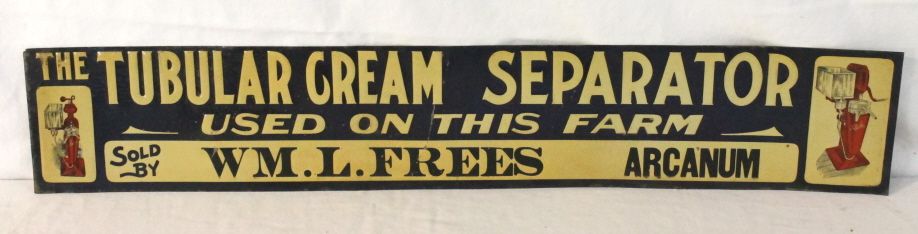 THE TUBULAR CREAM SEPARATOR
USED ON THIS FARM
SOLD BY WM. L. FREES ARCANUM